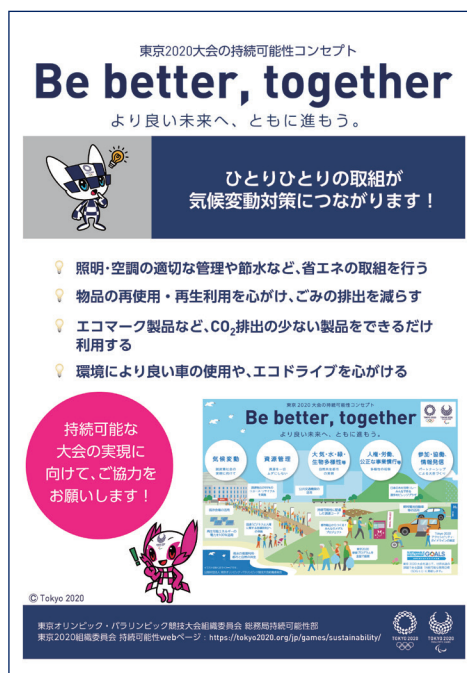 東京2020大会の持続可能性コンセプト
Be better, together
より良い未来へ、ともに進もう。
ひとりひとりの取組が
気候変動対策につながります！
照明・空調の適切な管理や節水など、省エネの取組を行う
物品の再使用・再生利用を心がけ、ごみの排出を減らす
エコマーク製品など、CO₂排出の少ない製品をできるだけ
利用する
環境により良い車の使用や、エコドライブを心がける
持続可能な
大会の実現に
向けて、ご協力を
お願いします！
東京2020大会の持続可能性コンセプト
Be better, together
より良い未来へ、ともに進もう。
気候変動
資源管理
大気・水・緑・
生物多様性
人権・労働、
公正な事業慣行
参加・協働、
情報発信
GOALS
© Tokyo 2020
東京オリンピック・パラリンピック競技大会組織委員会 総務局持続可能性部
東京2020組織委員会 持続可能性webページ：https://tokyo2020.org/jp/games/sustainability/